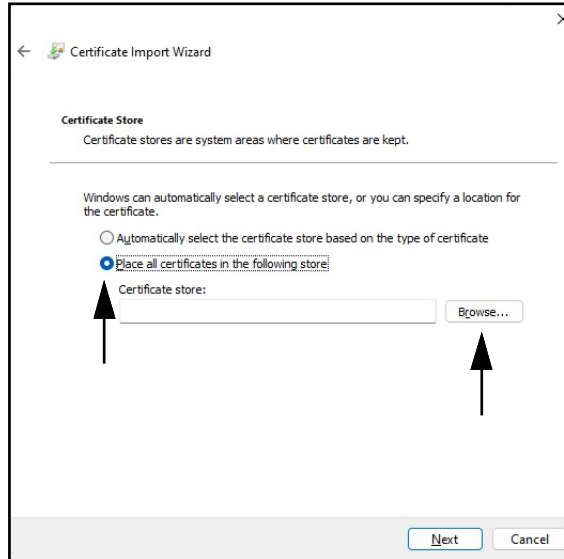 Certificate Import Wizard
Certificate Store
Certificate stores are system areas where certificates are kept.
Windows can automatically select a certificate store, or you can specify a location for
the certificate.
Automatically select the certificate store based on the type of certificate
Place all certificates in the following store
Certificate store:
Browse...
Next
Cancel